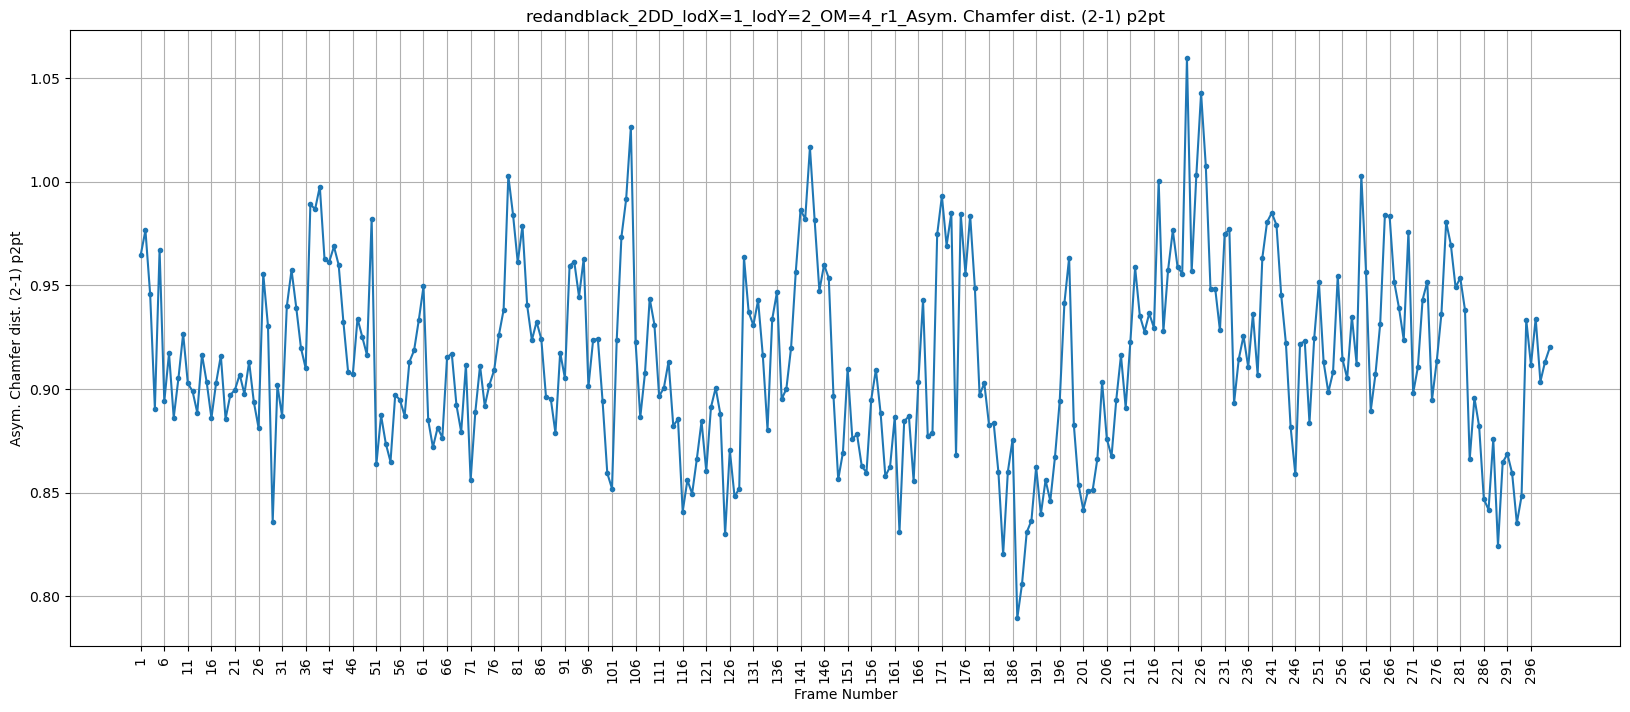 redandblack_2DD_lodX=1_lodY=2_OM=4_r1_Asym. Chamfer dist. (2-1) p2pt
Asym. Chamfer dist. (2-1) p2pt
1.05
1.00
0.95
0.90
0.85
0.80
1 6 11 16 21 26 31 36 41 46 51 56 61 66 71 76 81 86 91 96 101 106 111 116 121 126 131 136 141 146 151 156 161 166 171 176 181 186 191 196 201 206 211 216 221 226 231 236 241 246 251 256 261 266 271 276 281 286 291 296
Frame Number